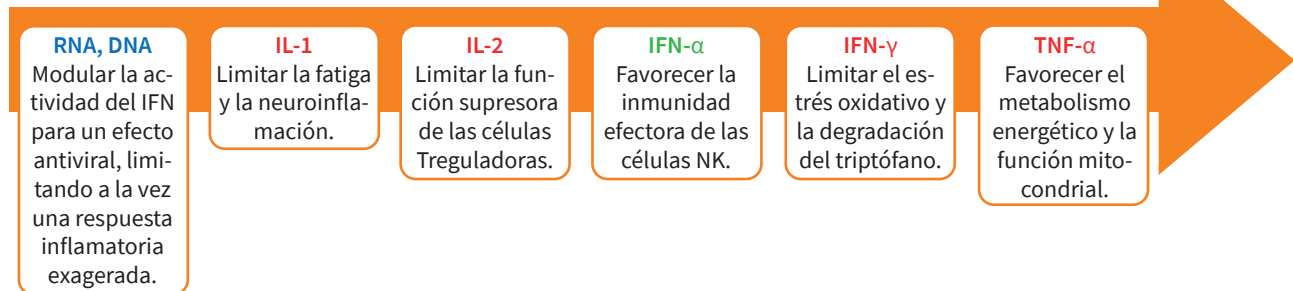 RNA, DNA
Modular la ac-
tividad del IFN
para un efecto
antiviral, limi-
tando a la vez
una respuesta
inflamatoria
exagerada.
IL-1
Limitar la fatiga
y la neuroinfla-
mación.
IL-2
Limitar la fun-
ción supresora
de las células
Treguladoras.
IFN-α
Favorecer la
inmunidad
efectora de las
células NK.
IFN-γ
Limitar el es-
trés oxidativo y
la degradación
del triptófano.
TNF-α
Favorecer el
metabolismo
energético y la
función mito-
condrial.